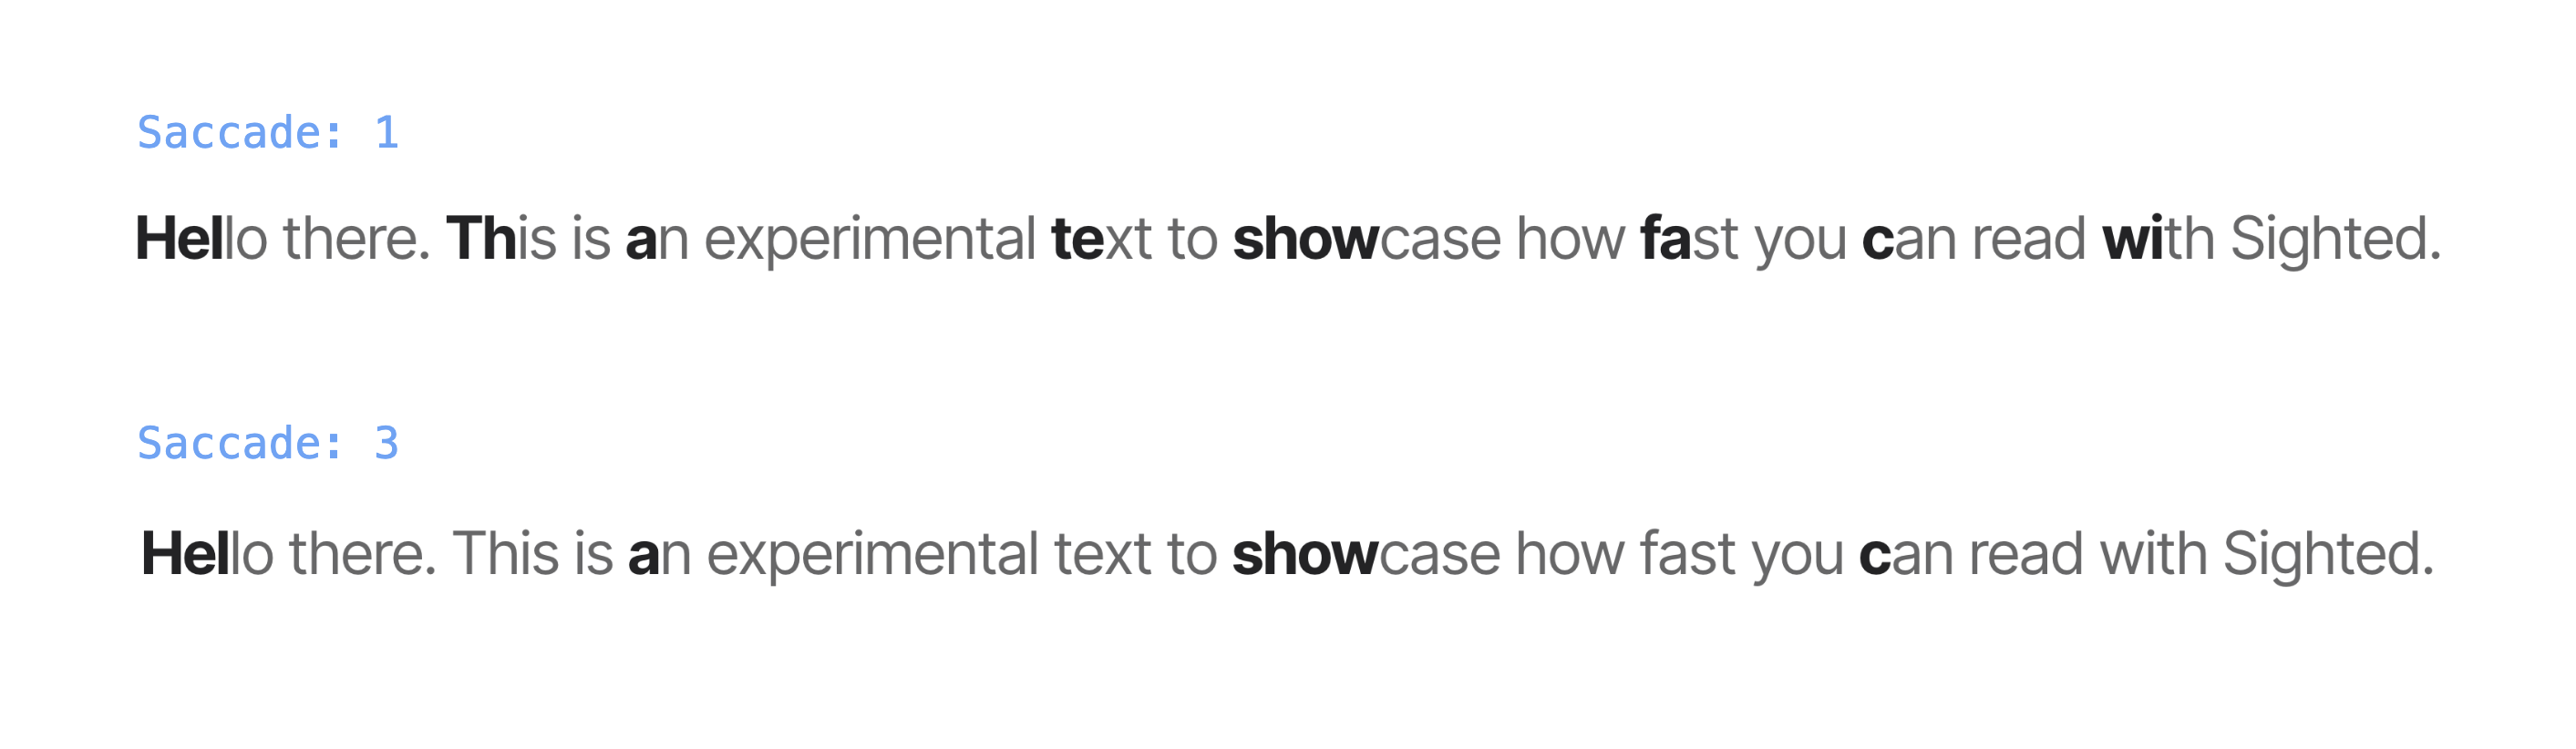 Saccade: 1
Hello there. This is an experimental text to showcase how fast you can read with Sighted.
Saccade: 3
Hello there. This is an experimental text to showcase how fast you can read with Sighted.